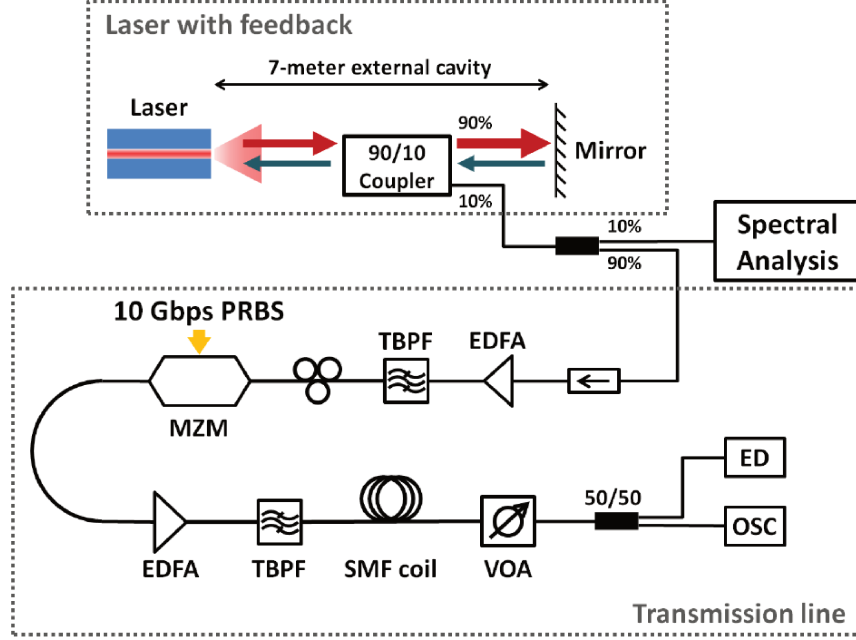 Laser with feedback
7-meter external cavity
Laser
90%
90/10
Coupler
Mirror
10%
10%
90%
Spectral
Analysis
10 Gbps PRBS
TBPF
EDFA
MZM
50/50
ED
OSC
EDFA
TBPF
SMF coil
VOA
Transmission line